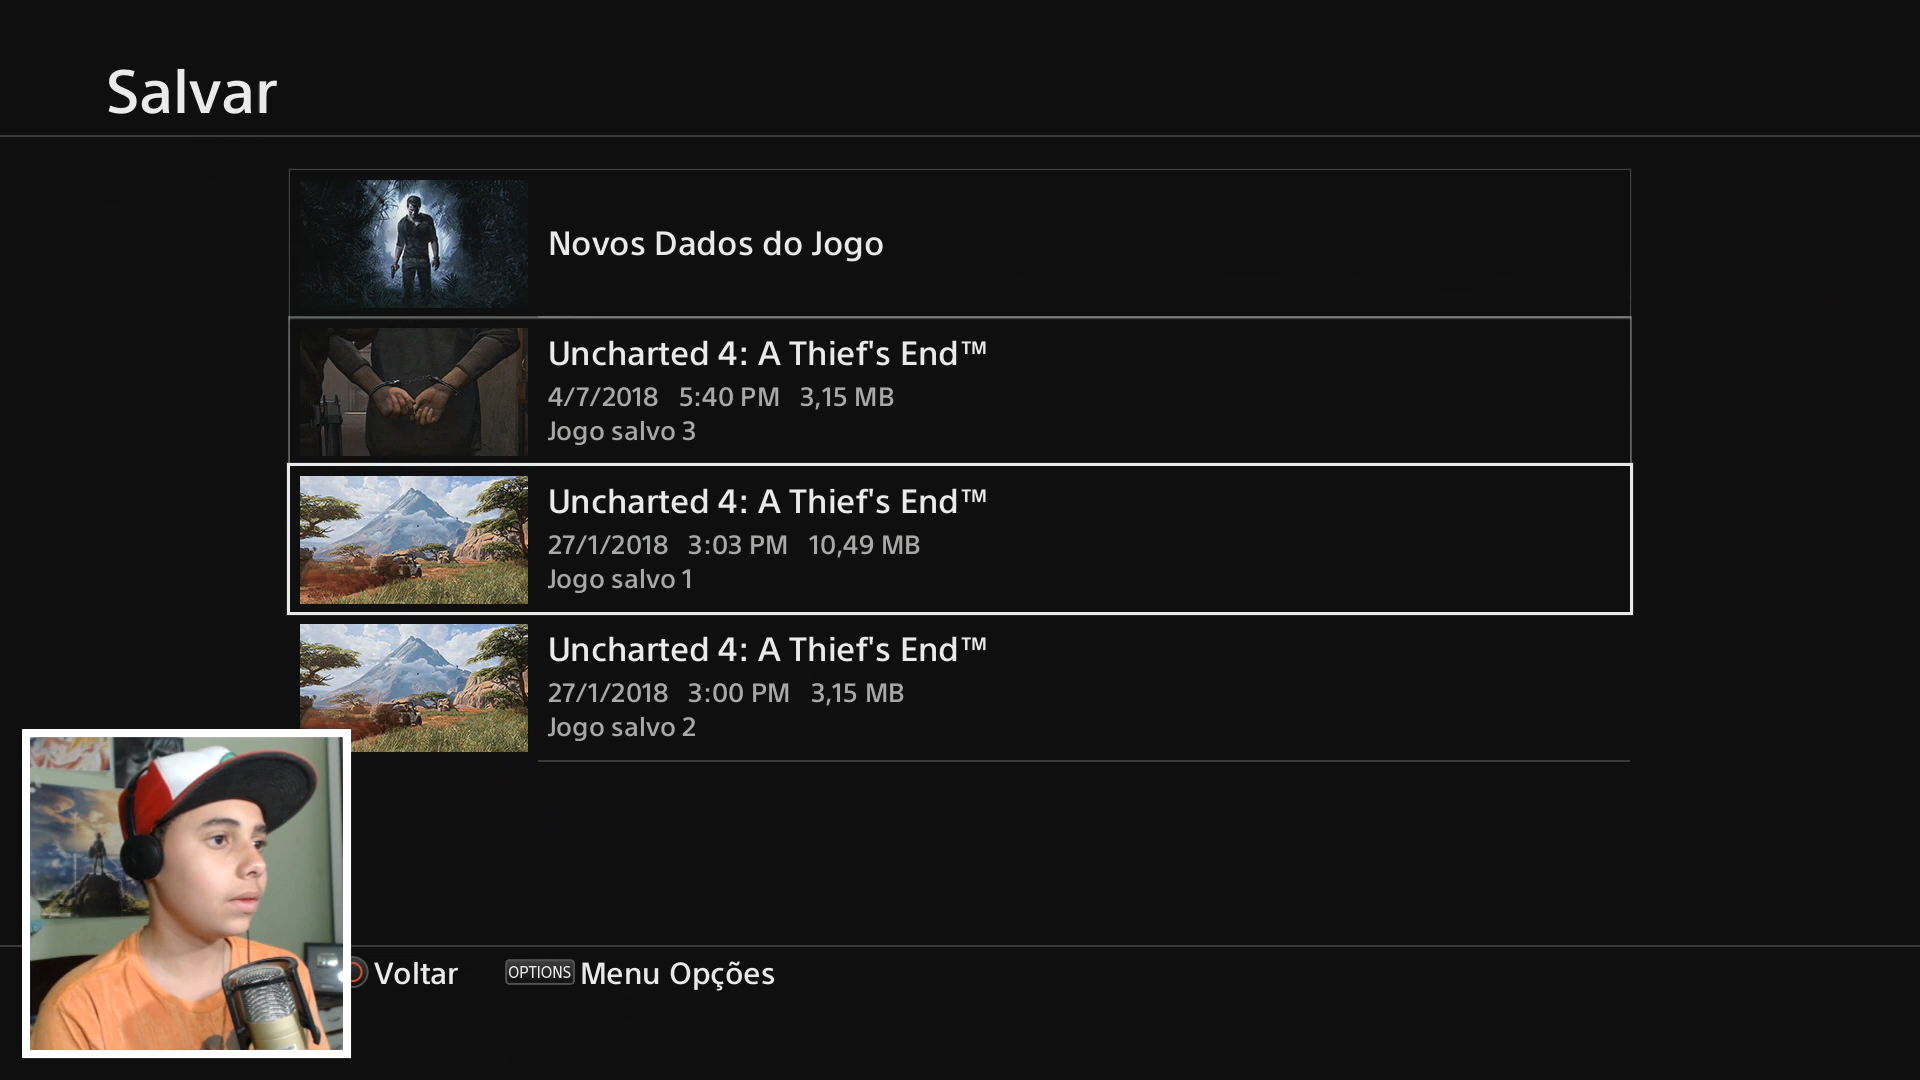 Salvar
Novos Dados do Jogo
Uncharted 4: A Thief's End™
4/7/2018 5:40 PM 3,15 MB
Jogo salvo 3
Uncharted 4: A Thief's End™
27/1/2018 3:03 PM 10,49 MB
Jogo salvo 1
Uncharted 4: A Thief's End™
27/1/2018 3:00 PM 3,15 MB
Jogo salvo 2
Voltar OPTIONS Menu Opções